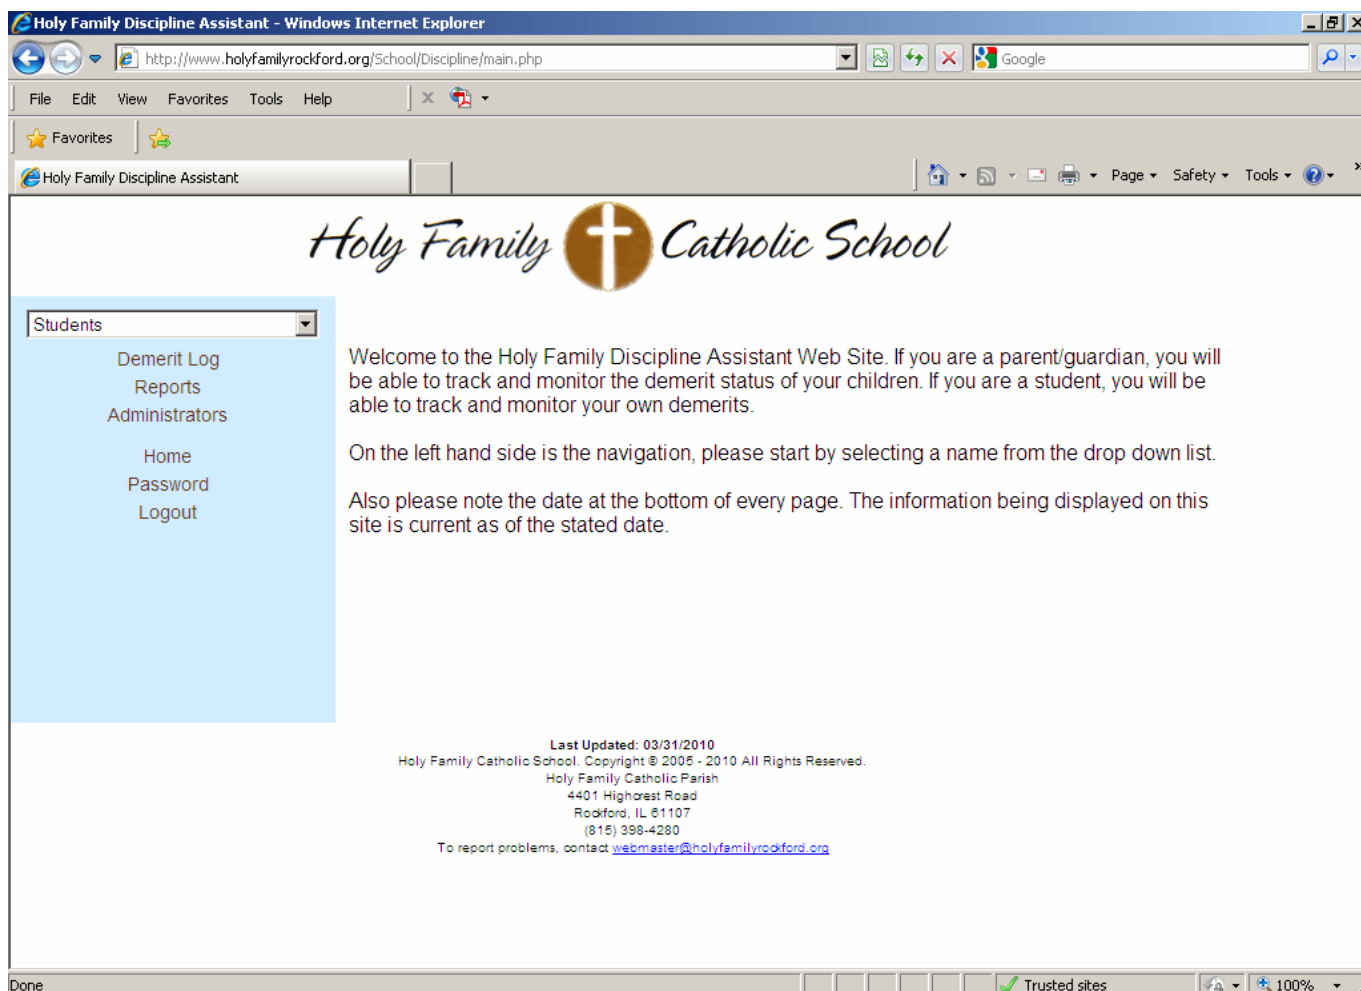 Holy Family Discipline Assistant - Windows Internet Explorer
http://www.holyfamilyrockford.org/School/Discipline/main.php
Google
File Edit View Favorites Tools Help
Favorites
Holy Family Discipline Assistant
Page Safety Tools
Holy Family Catholic School
Students
Demerit Log
Reports
Administrators
Home
Password
Logout
Welcome to the Holy Family Discipline Assistant Web Site. If you are a parent/guardian, you will
be able to track and monitor the demerit status of your children. If you are a student, you will be
able to track and monitor your own demerits.
On the left hand side is the navigation, please start by selecting a name from the drop down list.
Also please note the date at the bottom of every page. The information being displayed on this
site is current as of the stated date.
Last Updated: 03/31/2010
Holy Family Catholic School. Copyright © 2005 - 2010 All Rights Reserved.
Holy Family Catholic Parish
4401 Highcrest Road
Rockford, IL 61107
(815) 398-4280
To report problems, contact webmaster@holyfamilyrockford.org
Done
Trusted sites
100%